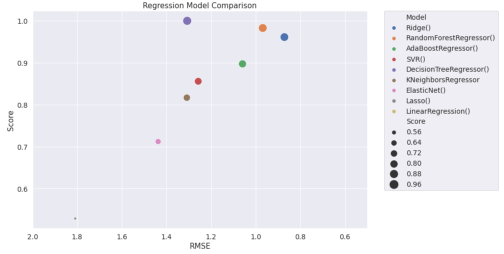 Regression Model Comparison
1.0
0.9
0.8
0.7
0.6
Score
2.0 1.8 1.6 1.4 1.2 1.0 0.8 0.6
RMSE
Model
Ridge()
RandomForestRegressor()
AdaBoostRegressor()
SVR()
DecisionTreeRegressor()
KNeighborsRegressor
ElasticNet()
Lasso()
LinearRegression()
Score
0.56
0.64
0.72
0.80
0.88
0.96